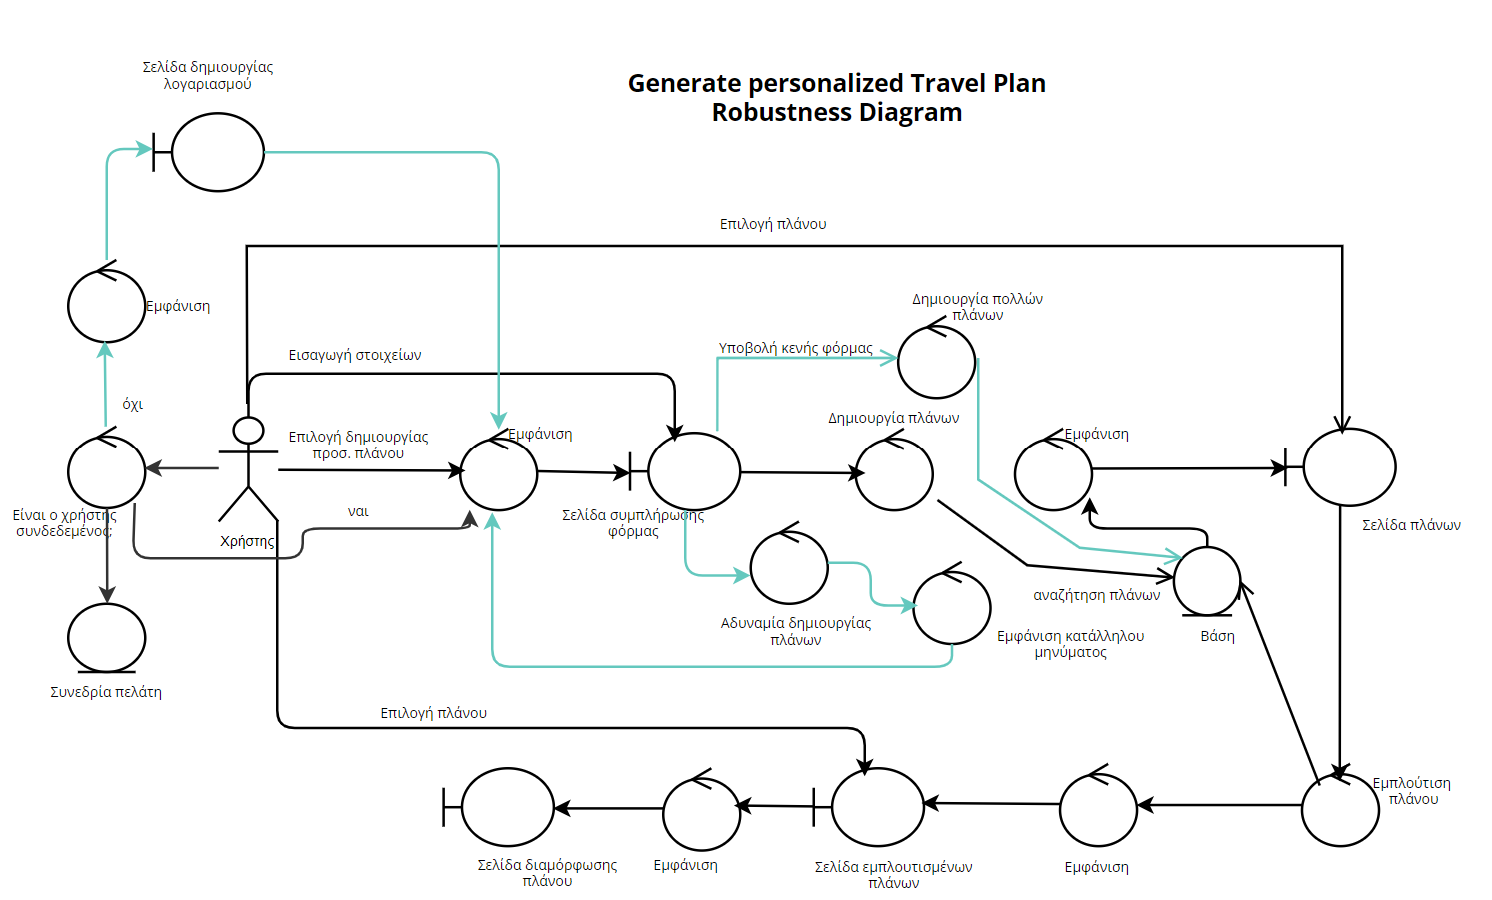 Σελίδα δημιουργίας
λογαριασμού
Generate personalized Travel Plan
Robustness Diagram
Επιλογή πλάνου
Εμφάνιση
Δημιουργία πολλών
πλάνων
Υποβολή κενής φόρμας
Εισαγωγή στοιχείων
όχι
Δημιουργία πλάνων
Επιλογή δημιουργίας
προσ. πλάνου
Εμφάνιση
Εμφάνιση
Είναι ο χρήστης
συνδεδεμένος;
ναι
Σελίδα συμπλήρωσης
φόρμας
Σελίδα πλάνων
Χρήστης
αναζήτηση πλάνων
Αδυναμία δημιουργίας
πλάνων
Εμφάνιση κατάλληλου
μηνύματος
Βάση
Συνεδρία πελάτη
Επιλογή πλάνου
Εμπλούτιση
πλάνου
Σελίδα διαμόρφωσης
πλάνου
Εμφάνιση
Σελίδα εμπλουτισμένων
πλάνων
Εμφάνιση